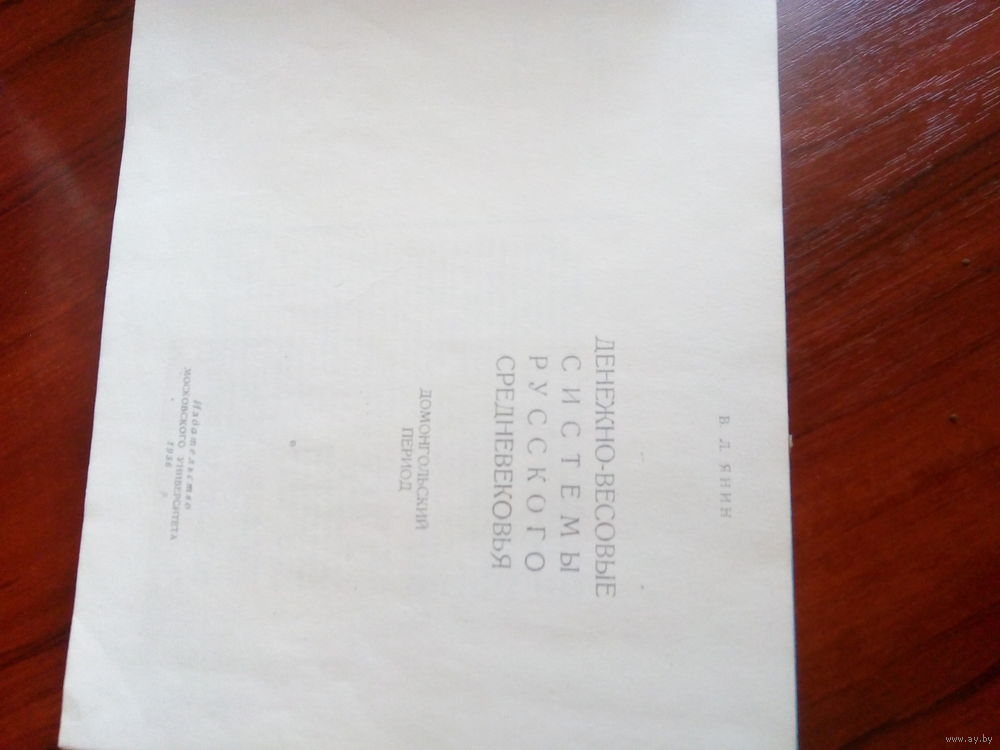 В. Л. ЯНИН
ДЕНЕЖНО-ВЕСОВЫЕ
СИСТЕМЫ
РУССКОГО
СРЕДНЕВЕКОВЬЯ
ДОМОНГОЛЬСКИЙ
ПЕРИОД
Издательство
МОСКОВСКОГО УНИВЕРСИТЕТА
1956
www.ay.by